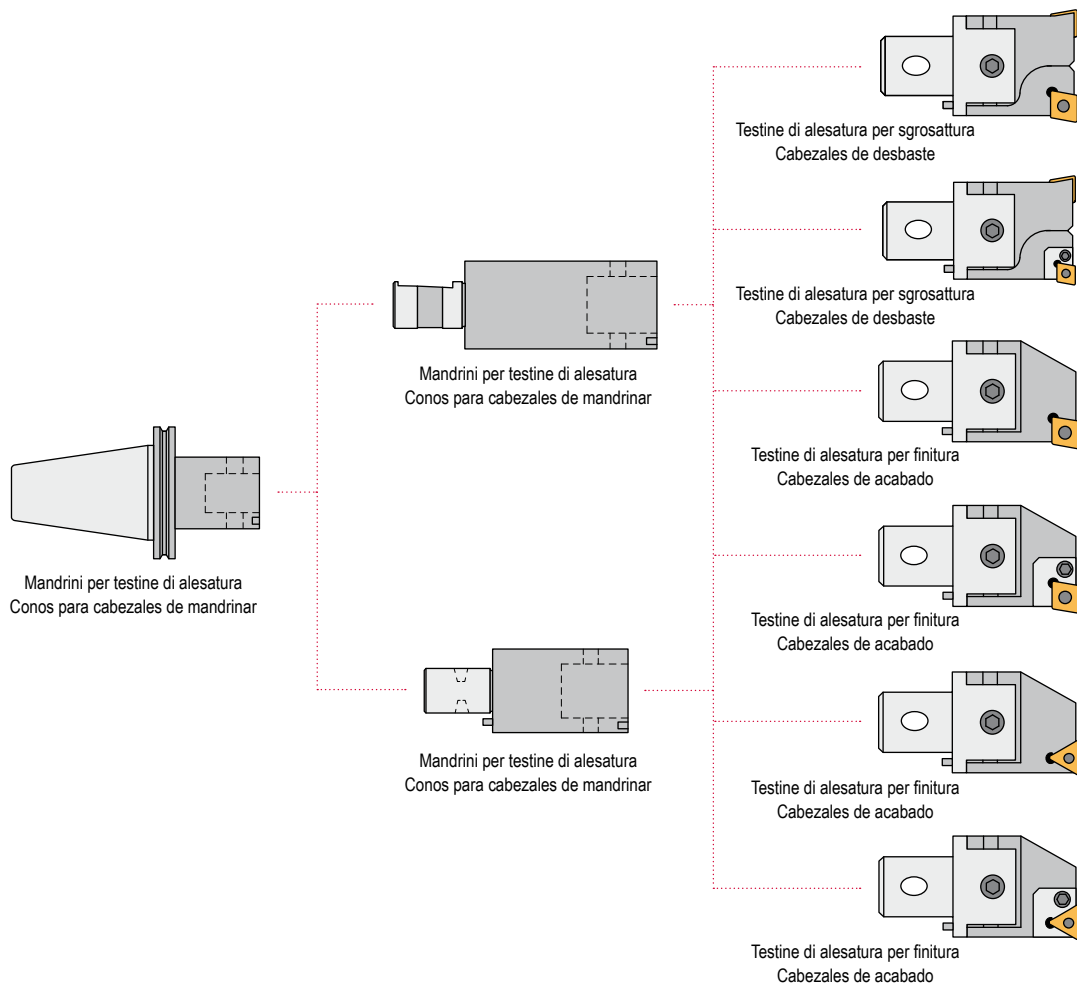 Testine di alesatura per sgrosattura
Cabezales de desbaste
Testine di alesatura per sgrosattura
Cabezales de desbaste
Mandrini per testine di alesatura
Conos para cabezales de mandrinar
Testine di alesatura per finitura
Cabezales de acabado
Mandrini per testine di alesatura
Conos para cabezales de mandrinar
Testine di alesatura per finitura
Cabezales de acabado
Mandrini per testine di alesatura
Conos para cabezales de mandrinar
Testine di alesatura per finitura
Cabezales de acabado
Testine di alesatura per finitura
Cabezales de acabado